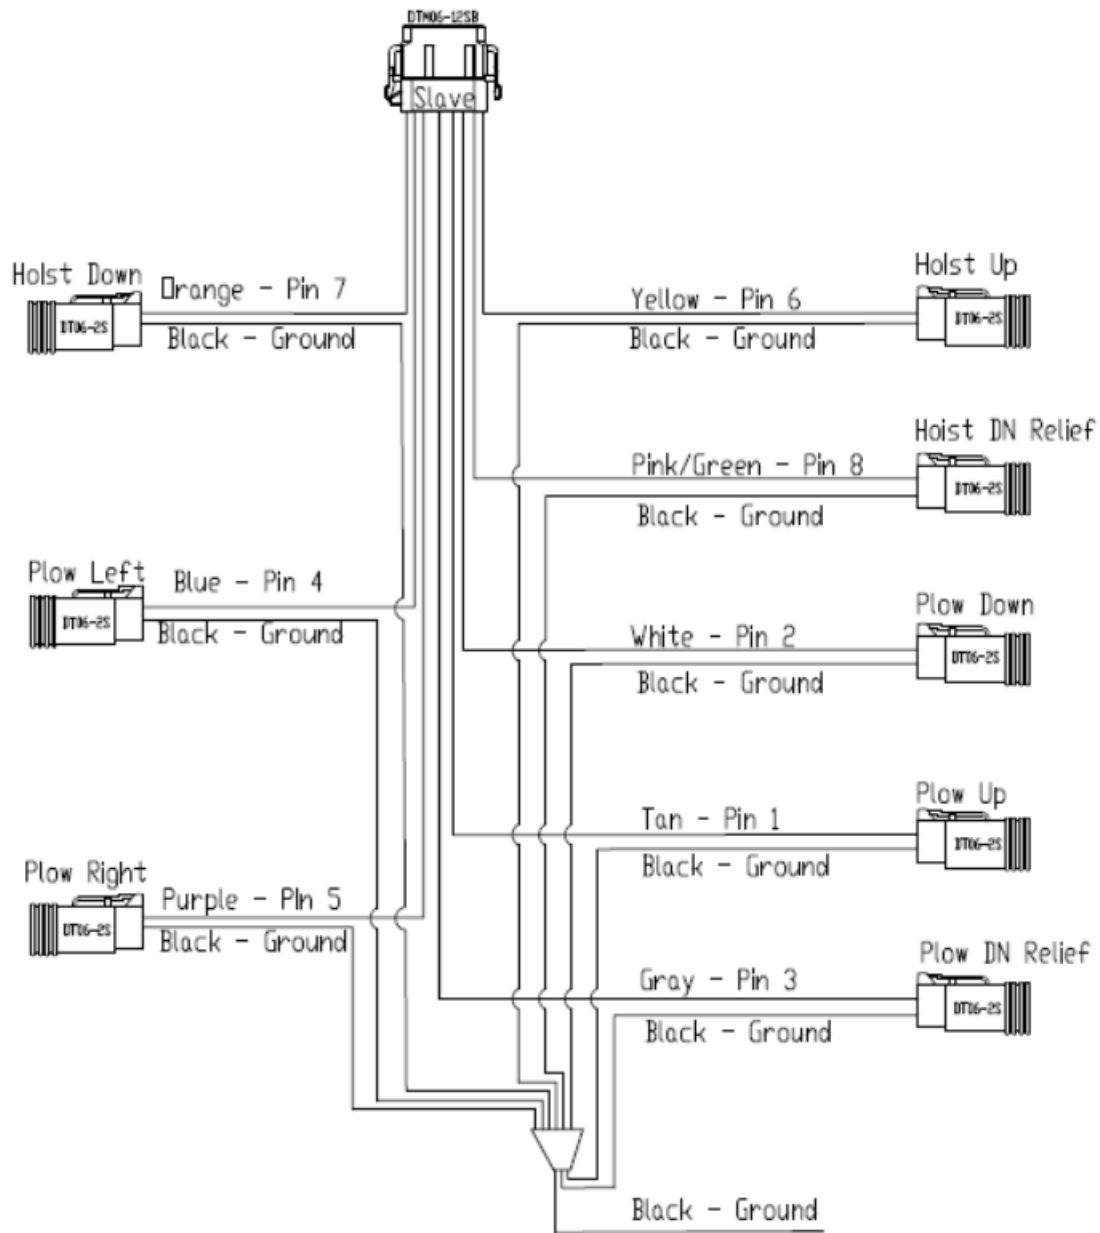 DTM06-12SB
Slave
Hoist Down
Orange - Pin 7
DT06-2S
Black - Ground
Hoist Up
Yellow - Pin 6
DT06-2S
Black - Ground
Hoist DN Relief
Pink/Green - Pin 8
DT06-2S
Black - Ground
Plow Left
Blue - Pin 4
DT06-2S
Black - Ground
Plow Down
White - Pin 2
DT06-2S
Black - Ground
Plow Up
Tan - Pin 1
DT06-2S
Black - Ground
Plow Right
Purple - PIn 5
DT06-2S
Black - Ground
Plow DN Relief
Gray - Pin 3
DT06-2S
Black - Ground
Black - Ground